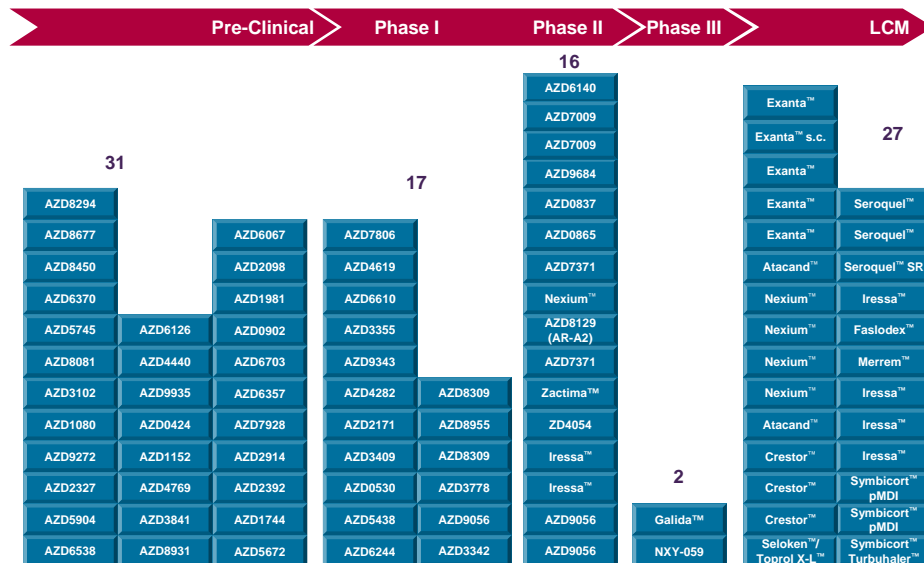 Pre-Clinical
Phase I
Phase II
Phase III
LCM
31
17
16
2
27
AZD8294
AZD8677
AZD8450
AZD6370
AZD5745
AZD8081
AZD3102
AZD1080
AZD9272
AZD2327
AZD5904
AZD6538
AZD6126
AZD4440
AZD9935
AZD0424
AZD1152
AZD4769
AZD3841
AZD8931
AZD6067
AZD2098
AZD1981
AZD0902
AZD6703
AZD6357
AZD7928
AZD2914
AZD2392
AZD1744
AZD5672
AZD7806
AZD4619
AZD6610
AZD3355
AZD9343
AZD4282
AZD2171
AZD3409
AZD0530
AZD5438
AZD6244
AZD8309
AZD8955
AZD8309
AZD3778
AZD9056
AZD3342
AZD6140
AZD7009
AZD7009
AZD9684
AZD0837
AZD0865
AZD7371
Nexium™
AZD8129
(AR-A2)
AZD7371
Zactima™
ZD4054
Iressa™
Iressa™
AZD9056
AZD9056
Galida™
NXY-059
Exanta™
Exanta™ s.c.
Exanta™
Exanta™
Exanta™
Atacand™
Nexium™
Nexium™
Nexium™
Nexium™
Atacand™
Crestor™
Crestor™
Crestor™
Seloken™/
Toprol X-L™
Seroquel™
Seroquel™
Seroquel™ SR
Iressa™
Faslodex™
Merrem™
Iressa™
Iressa™
Iressa™
Symbicort™
pMDI
Symbicort™
pMDI
Symbicort™
Turbuhaler™